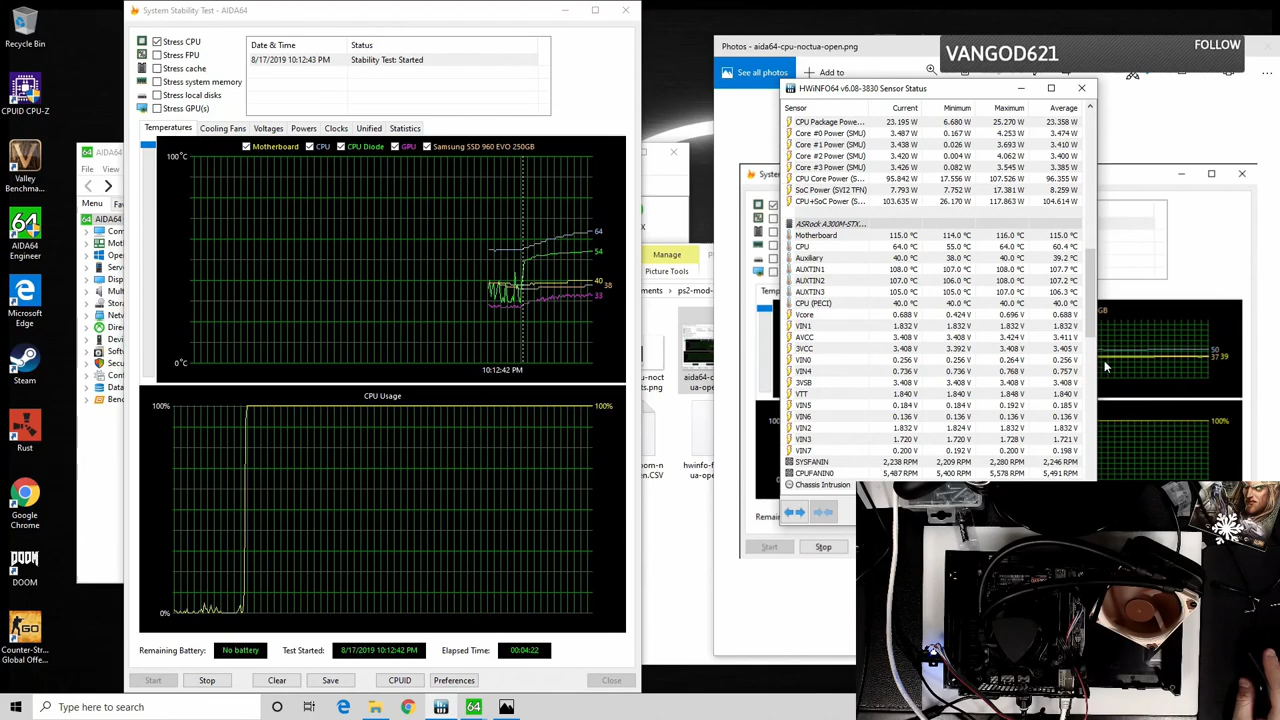 Recycle Bin
CPUID CPU-Z
Valley
Benchma...
AIDA64
Engineer
Microsoft
Edge
Steam
Rust
Google
Chrome
DOOM
Counter-Str...
Global Offe...
AIDA64
File
View
Menu
AIDA64
System Stability Test - AIDA64
Stress CPU
Stress FPU
Stress cache
Stress system memory
Stress local disks
Stress GPU(s)
Date & Time Status
8/17/2019 10:12:43 PM Stability Test: Started
Temperatures Cooling Fans Voltages Powers Clocks Unified Statistics
Motherboard CPU CPU Diode GPU Samsung SSD 960 EVO 250GB
100°C
64
54
40
38
33
0°C
10:12:42 PM
CPU Usage
100% 100%
0%
Remaining Battery: No battery Test Started: 8/17/2019 10:12:42 PM Elapsed Time: 00:04:22
Start Stop Clear Save CPUID Preferences Close
Manage
Picture Tools
ps2-mod-
aida64-c
ua-ope
Photos - aida64-cpu-noctua-open.png
See all photos
Add to
VANGOD621
FOLLOW
HWiNFO64 v6.08-3830 Sensor Status
Sensor Current Minimum Maximum Average
CPU Package Powe... 23.195 W 6.680 W 25.270 W 23.358 W
Core #0 Power (SMU) 3.487 W 0.167 W 4.253 W 3.474 W
Core #1 Power (SMU) 3.438 W 0.026 W 3.693 W 3.410 W
Core #2 Power (SMU) 3.420 W 0.004 W 4.062 W 3.400 W
Core #3 Power (SMU) 3.426 W 0.082 W 3.545 W 3.385 W
CPU Core Power (S... 95.842 W 17.556 W 107.526 W 96.355 W
SoC Power (SVI2 TFN) 7.793 W 7.752 W 17.381 W 8.259 W
CPU+SoC Power (S... 103.635 W 26.170 W 117.863 W 104.614 W
ASRock A300M-STX...
Motherboard 115.0 °C 114.0 °C 116.0 °C 115.0 °C
CPU 64.0 °C 55.0 °C 64.0 °C 60.4 °C
Auxiliary 40.0 °C 38.0 °C 40.0 °C 39.2 °C
AUXTIN1 108.0 °C 107.0 °C 108.0 °C 107.7 °C
AUXTIN2 107.0 °C 106.0 °C 108.0 °C 107.2 °C
AUXTIN3 105.0 °C 105.0 °C 107.0 °C 106.3 °C
CPU (PECI) 40.0 °C 40.0 °C 40.0 °C 40.0 °C
Vcore 0.688 V 0.424 V 0.696 V 0.688 V
VIN1 1.832 V 1.832 V 1.832 V 1.832 V
AVCC 3.408 V 3.408 V 3.424 V 3.411 V
3VCC 3.408 V 3.392 V 3.408 V 3.405 V
VIN0 0.256 V 0.256 V 0.264 V 0.256 V
VIN4 0.736 V 0.736 V 0.768 V 0.757 V
3VSB 3.408 V 3.408 V 3.408 V 3.408 V
VTT 1.840 V 1.840 V 1.848 V 1.840 V
VIN5 0.184 V 0.184 V 0.192 V 0.185 V
VIN6 0.136 V 0.136 V 0.136 V 0.136 V
VIN2 1.832 V 1.824 V 1.832 V 1.832 V
VIN3 1.720 V 1.720 V 1.728 V 1.721 V
VIN7 0.200 V 0.192 V 0.200 V 0.198 V
SYSFANIN 2,238 RPM 2,209 RPM 2,280 RPM 2,246 RPM
CPUFANIN0 5,487 RPM 5,400 RPM 5,578 RPM 5,491 RPM
Chassis Intrusion
50
37 39
100%
Start Stop
Type here to search